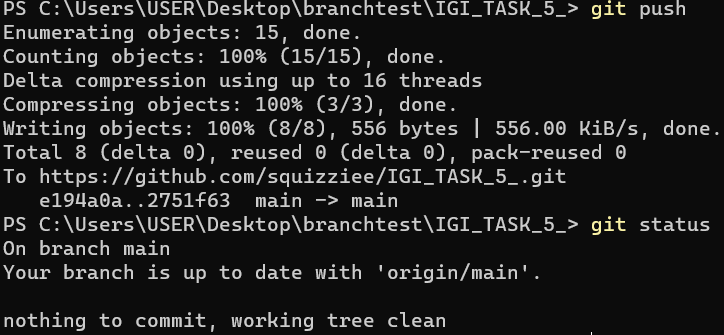 PS C:\Users\USER\Desktop\branchtest\IGI_TASK_5_> git push
Enumerating objects: 15, done.
Counting objects: 100% (15/15), done.
Delta compression using up to 16 threads
Compressing objects: 100% (3/3), done.
Writing objects: 100% (8/8), 556 bytes | 556.00 KiB/s, done.
Total 8 (delta 0), reused 0 (delta 0), pack-reused 0
To https://github.com/squizziee/IGI_TASK_5_.git
   e194a0a..2751f63  main -> main
PS C:\Users\USER\Desktop\branchtest\IGI_TASK_5_> git status
On branch main
Your branch is up to date with 'origin/main'.

nothing to commit, working tree clean